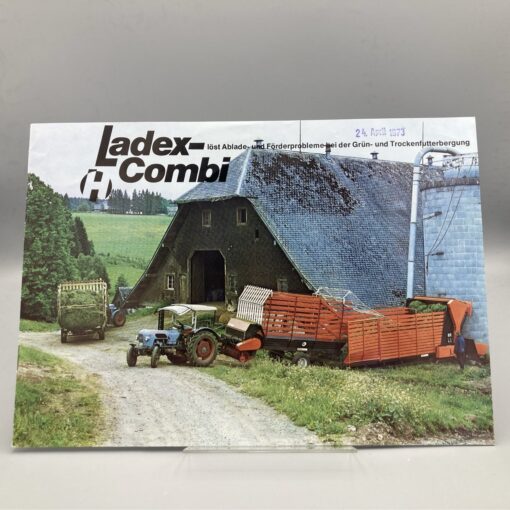 Ladex-
Combi
löst Ablade- und Förderprobleme bei der Grün- und Trockenfutterbergung
24. April 1973
H